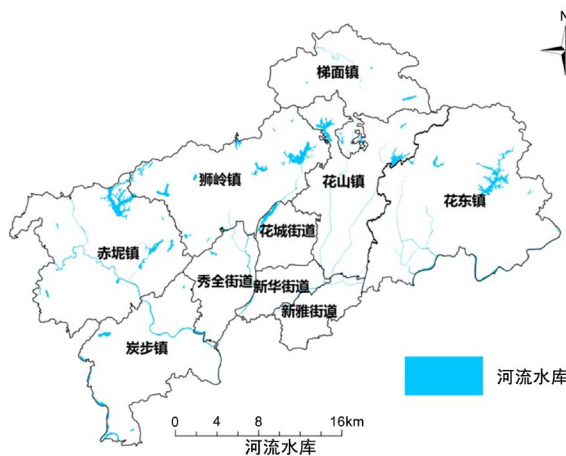 N
梯面镇
狮岭镇
花山镇
花东镇
花城街道
赤坭镇
秀全街道
新华街道
新雅街道
炭步镇
河流水库
0 4 8 16km
河流水库